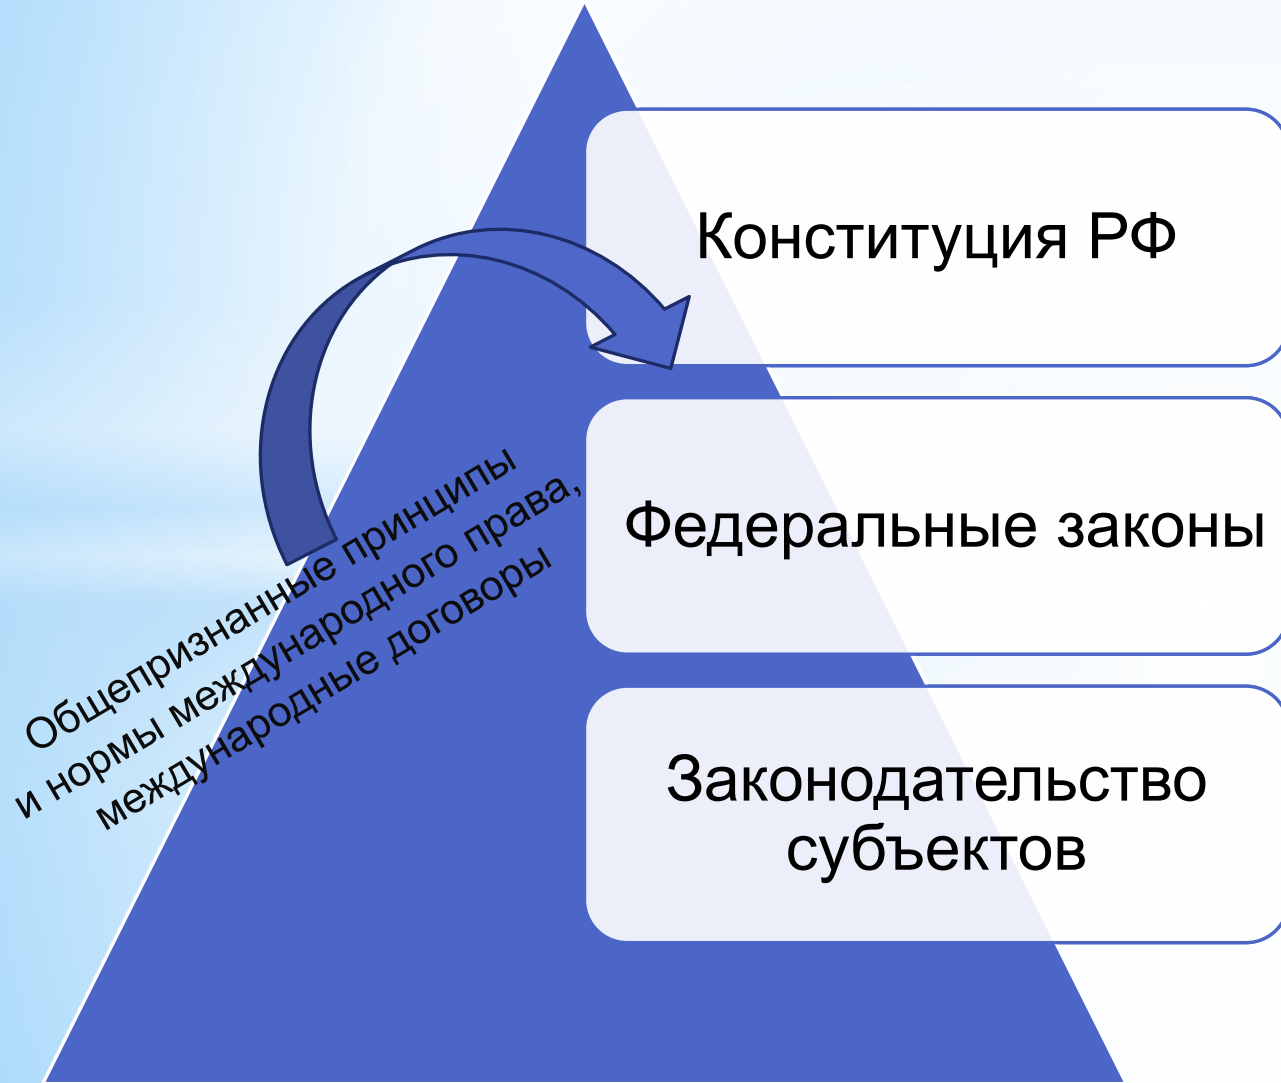 Конституция РФ
Общепризнанные принципы
и нормы международного права,
международные договоры
Федеральные законы
Законодательство
субъектов